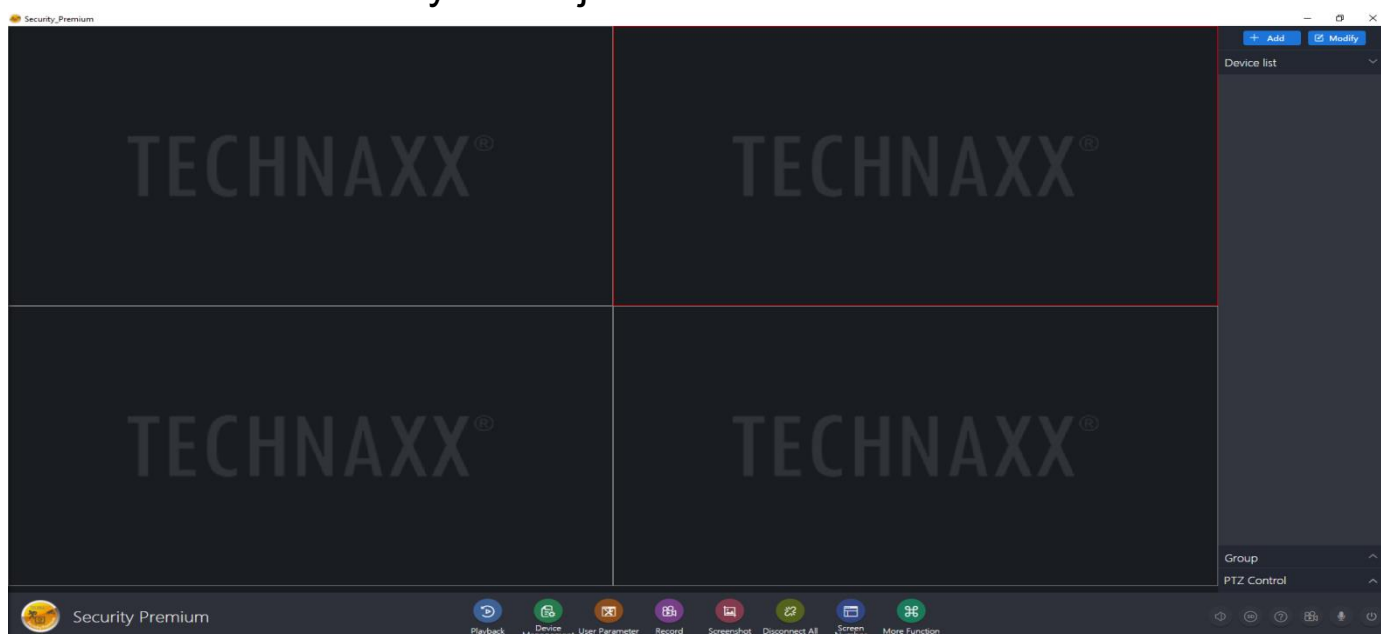 Security_Premium
Add
Modify
Device list
TECHNAXX® TECHNAXX®
TECHNAXX® TECHNAXX®
Group
PTZ Control
Security Premium
Playback Device User Parameter Record Screenshot Disconnect All Screen More Function